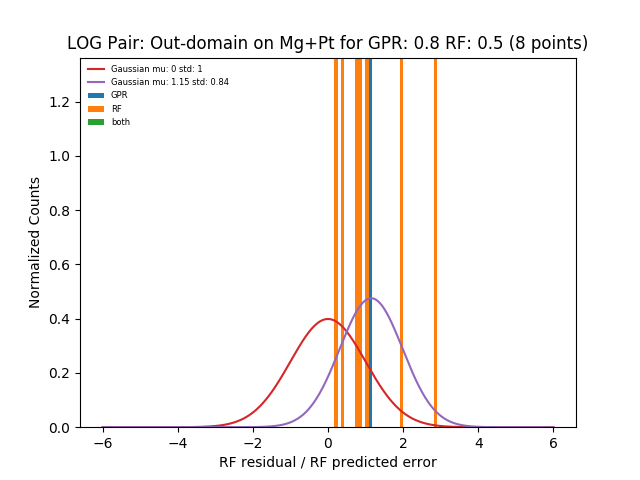 LOG Pair: Out-domain on Mg+Pt for GPR: 0.8 RF: 0.5 (8 points)
Gaussian mu: 0 std: 1
Gaussian mu: 1.15 std: 0.84
GPR
RF
both
1.2
1.0
0.8
0.6
0.4
0.2
0.0
Normalized Counts
−6 −4 −2 0 2 4 6
RF residual / RF predicted error